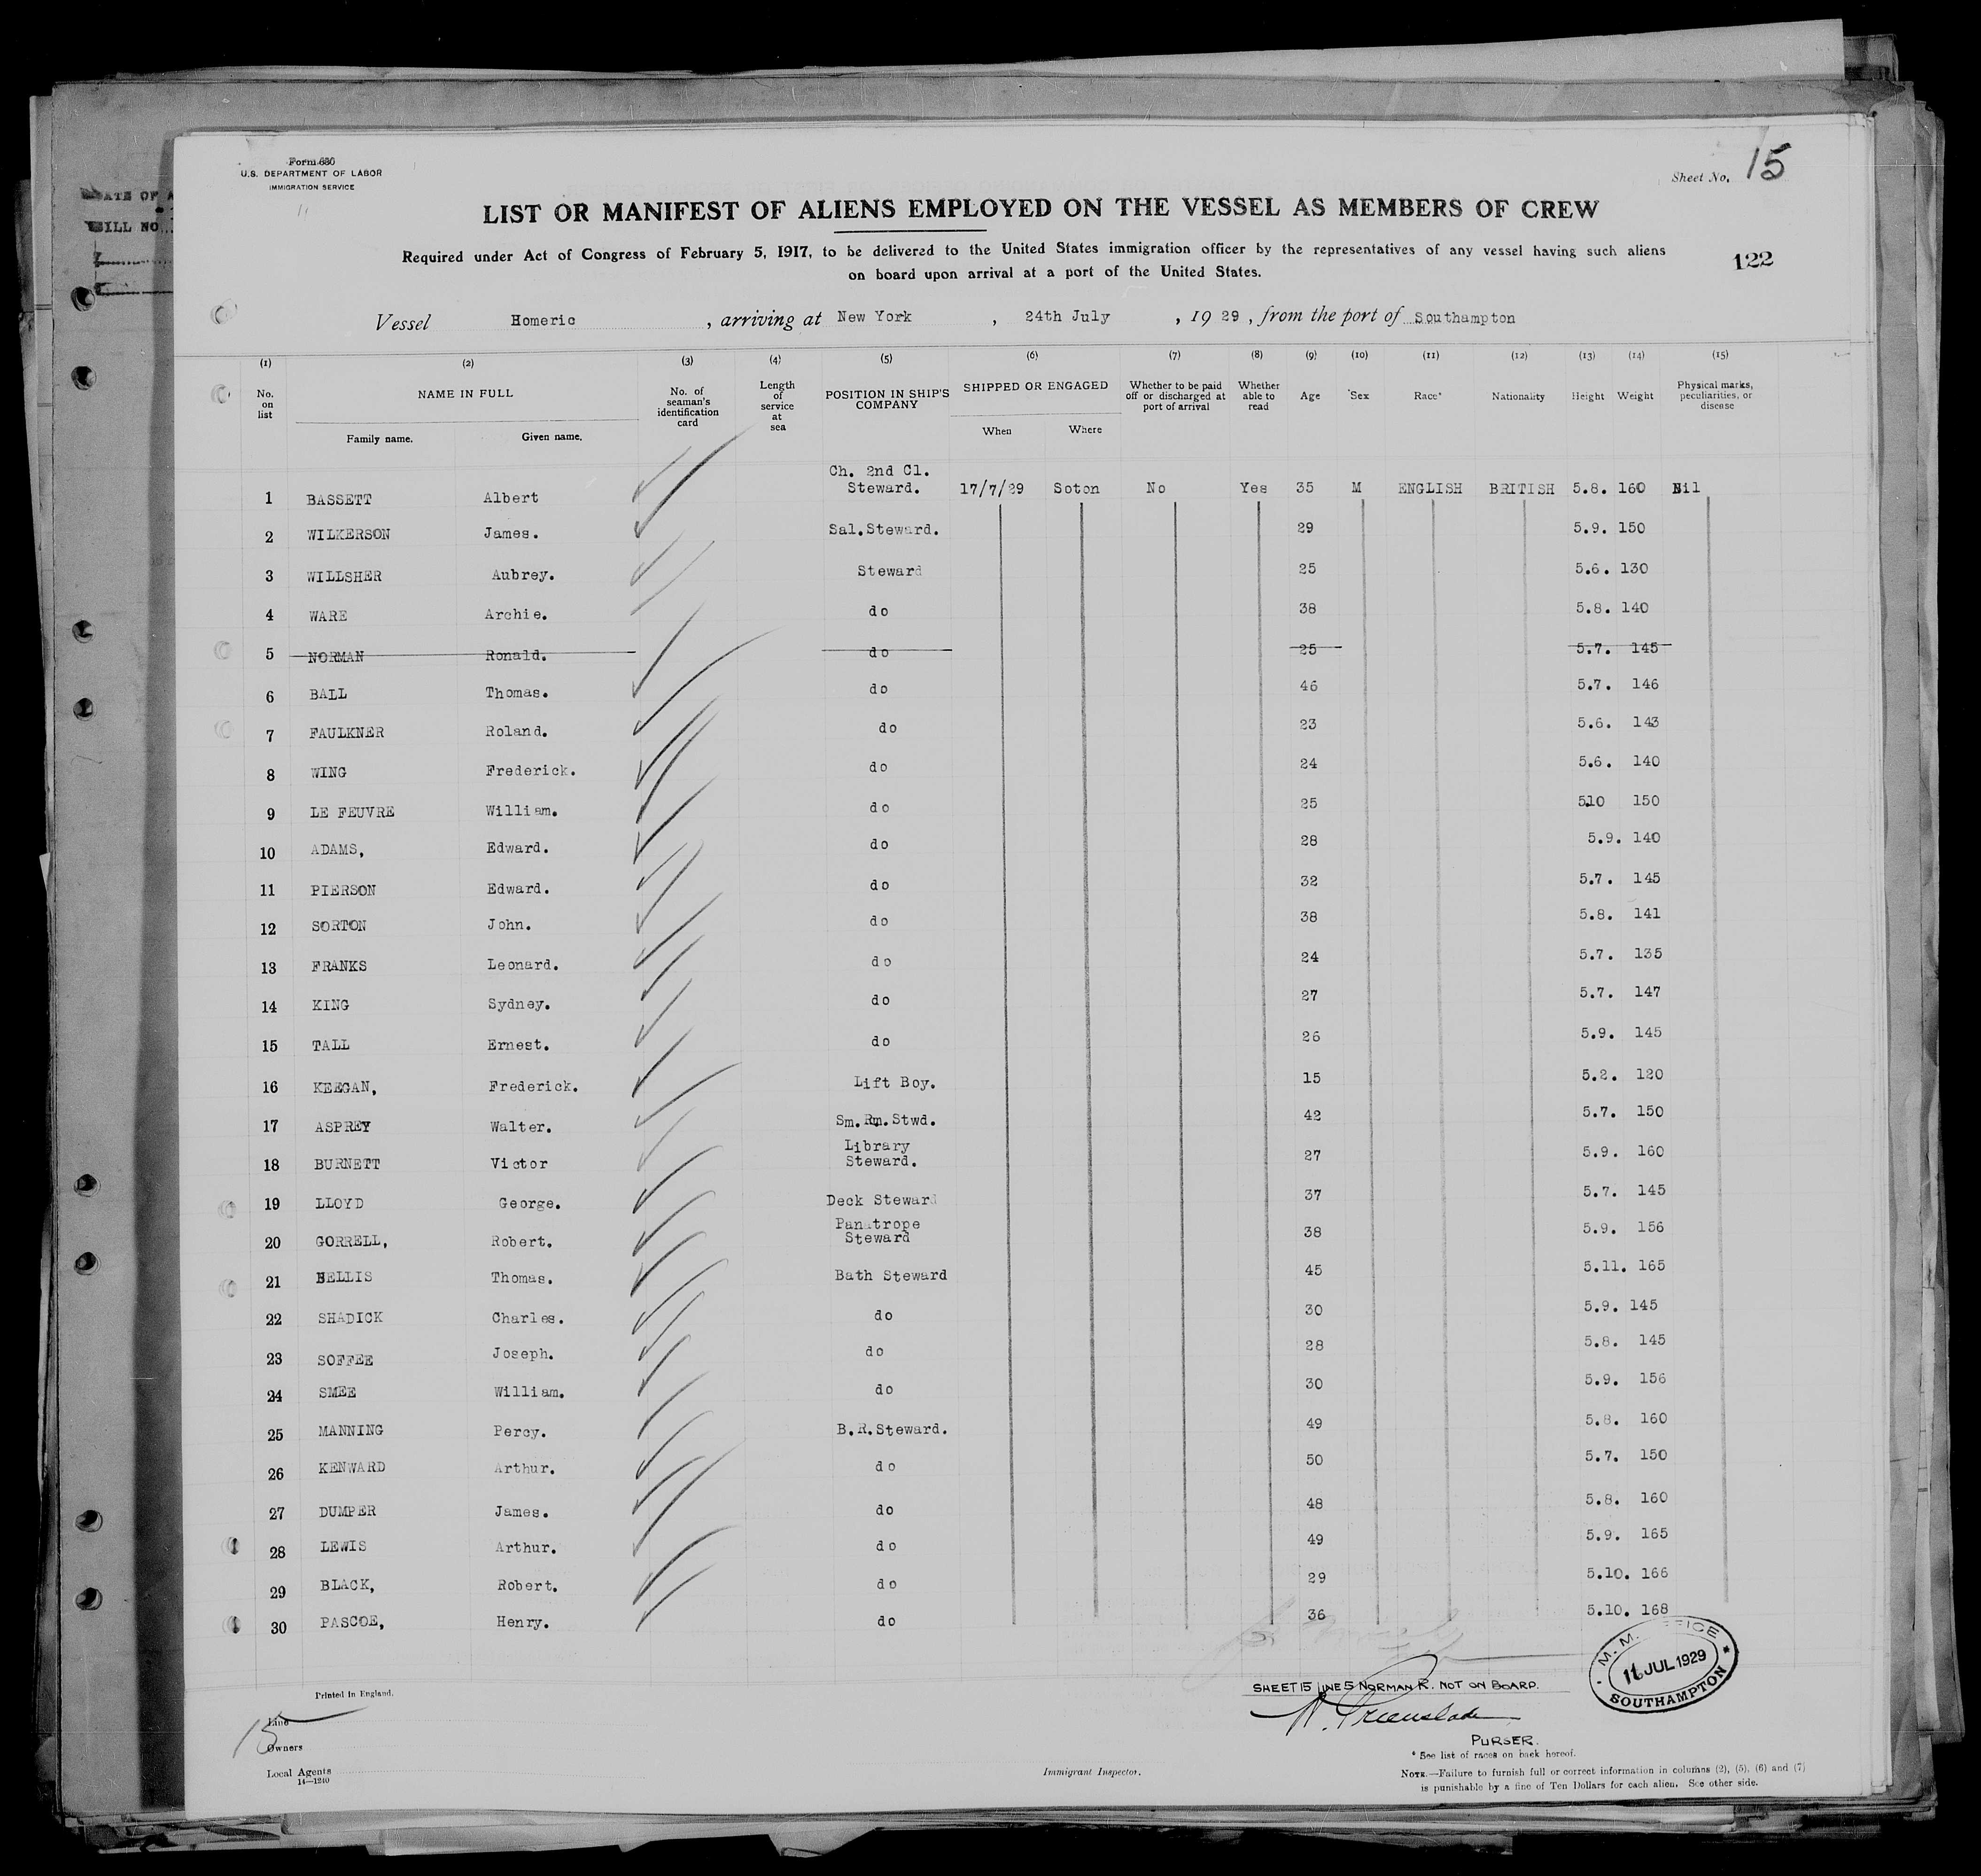 Form 680
U.S. DEPARTMENT OF LABOR
IMMIGRATION SERVICE
Sheet No. 15
LIST OR MANIFEST OF ALIENS EMPLOYED ON THE VESSEL AS MEMBERS OF CREW
Required under Act of Congress of February 5, 1917, to be delivered to the United States immigration officer by the representatives of any vessel having such aliens
on board upon arrival at a port of the United States.
122
Vessel Homeric, arriving at New York, 24th July, 1929, from the port of Southampton
(1) (2) (3) (4) (5) (6) (7) (8) (9) (10) (11) (12) (13) (14) (15)
No. on list NAME IN FULL No. of seaman's identification card Length of service at sea POSITION IN SHIP'S COMPANY SHIPPED OR ENGAGED Whether to be paid off or discharged at port of arrival Whether able to read Age Sex Race* Nationality Height Weight Physical marks, peculiarities, or disease
Family name. Given name. When Where
1 BASSETT Albert Ch. 2nd Cl. Steward. 17/7/29 Soton No Yes 35 M ENGLISH BRITISH 5.8. 160 Nil
2 WILKERSON James. Sal.Steward. 29 5.9. 150
3 WILLSHER Aubrey. Steward 25 5.6. 130
4 WARE Archie. do 38 5.8. 140
5 NORMAN Ronald. do 25 5.7. 145
6 BALL Thomas. do 46 5.7. 146
7 FAULKNER Roland. do 23 5.6. 143
8 WING Frederick. do 24 5.6. 140
9 LE FEUVRE William. do 25 510 150
10 ADAMS, Edward. do 28 5.9. 140
11 PIERSON Edward. do 32 5.7. 145
12 SORTON John. do 38 5.8. 141
13 FRANKS Leonard. do 24 5.7. 135
14 KING Sydney. do 27 5.7. 147
15 TALL Ernest. do 26 5.9. 145
16 KEEGAN, Frederick. Lift Boy. 15 5.2. 120
17 ASPREY Walter. Sm.Rm.Stwd. 42 5.7. 150
18 BURNETT Victor Library Steward. 27 5.9. 160
19 LLOYD George. Deck Steward 37 5.7. 145
20 GORRELL, Robert. Panatrope Steward 38 5.9. 156
21 BELLIS Thomas. Bath Steward 45 5.11. 165
22 SHADICK Charles. do 30 5.9. 145
23 SOFFEE Joseph. do 28 5.8. 145
24 SMEE William. do 30 5.9. 156
25 MANNING Percy. B.R.Steward. 49 5.8. 160
26 KENWARD Arthur. do 50 5.7. 150
27 DUMPER James. do 48 5.8. 160
28 LEWIS Arthur. do 49 5.9. 165
29 BLACK, Robert. do 29 5.10. 166
30 PASCOE, Henry. do 36 5.10. 168
M. M. OFFICE
JUL 1929
SOUTHAMPTON
SHEET 15 LINE 5 NORMAN R. NOT ON BOARD.
PURSER.
Printed in England.
Line
15
Owners
Local Agents
14—1240
Immigrant Inspector.
* See list of races on back hereof.
NOTE.—Failure to furnish full or correct information in columns (2), (5), (6) and (7)
is punishable by a fine of Ten Dollars for each alien. See other side.